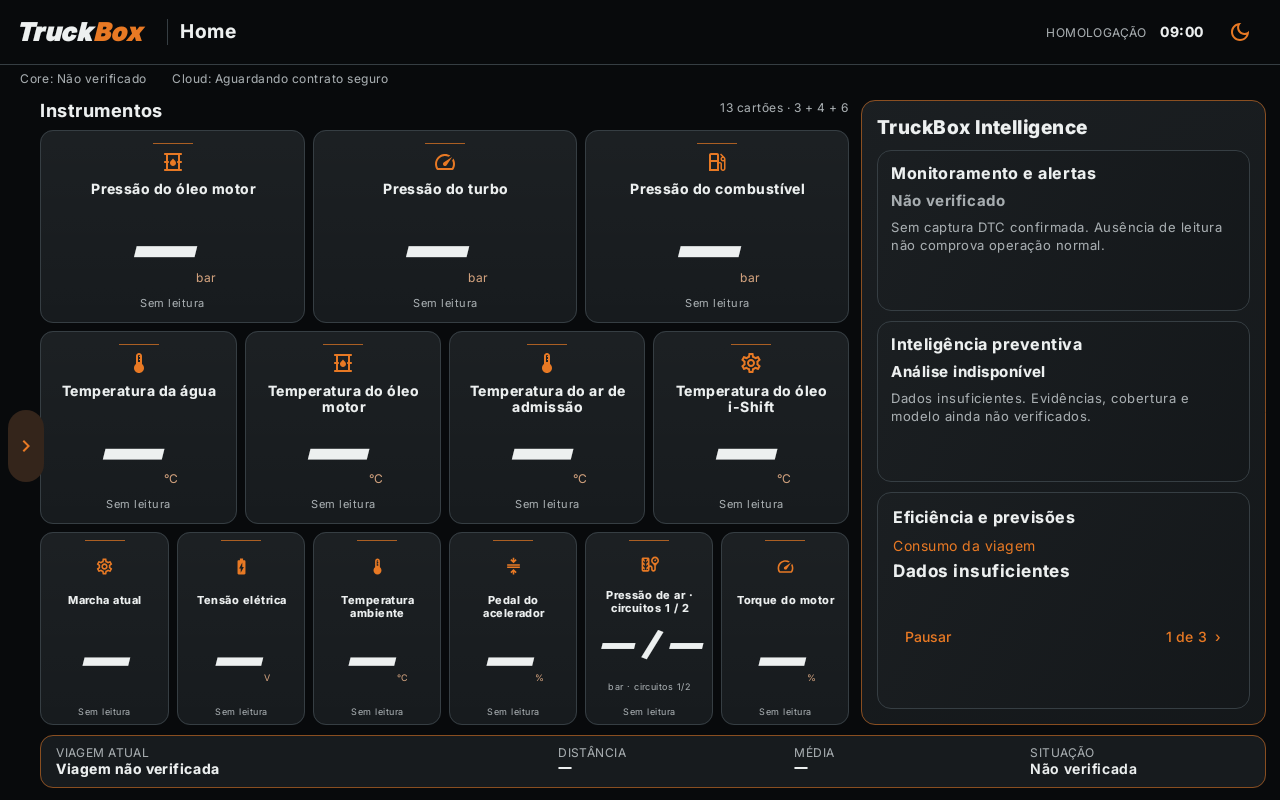 TruckBox
Home
HOMOLOGAÇÃO 09:00
Core: Não verificado Cloud: Aguardando contrato seguro
Instrumentos
13 cartões · 3 + 4 + 6
Pressão do óleo motor
—
bar
Sem leitura
Pressão do turbo
—
bar
Sem leitura
Pressão do combustível
—
bar
Sem leitura
Temperatura da água
—
°C
Sem leitura
Temperatura do óleo
motor
—
°C
Sem leitura
Temperatura do ar de
admissão
—
°C
Sem leitura
Temperatura do óleo
i-Shift
—
°C
Sem leitura
Marcha atual
—
Sem leitura
Tensão elétrica
—
V
Sem leitura
Temperatura
ambiente
—
°C
Sem leitura
Pedal do
acelerador
—
%
Sem leitura
Pressão de ar ·
circuitos 1 / 2
—/—
bar · circuitos 1/2
Sem leitura
Torque do motor
—
%
Sem leitura
TruckBox Intelligence
Monitoramento e alertas
Não verificado
Sem captura DTC confirmada. Ausência de leitura
não comprova operação normal.
Inteligência preventiva
Análise indisponível
Dados insuficientes. Evidências, cobertura e
modelo ainda não verificados.
Eficiência e previsões
Consumo da viagem
Dados insuficientes
Pausar
1 de 3 ›
VIAGEM ATUAL
Viagem não verificada
DISTÂNCIA
—
MÉDIA
—
SITUAÇÃO
Não verificada